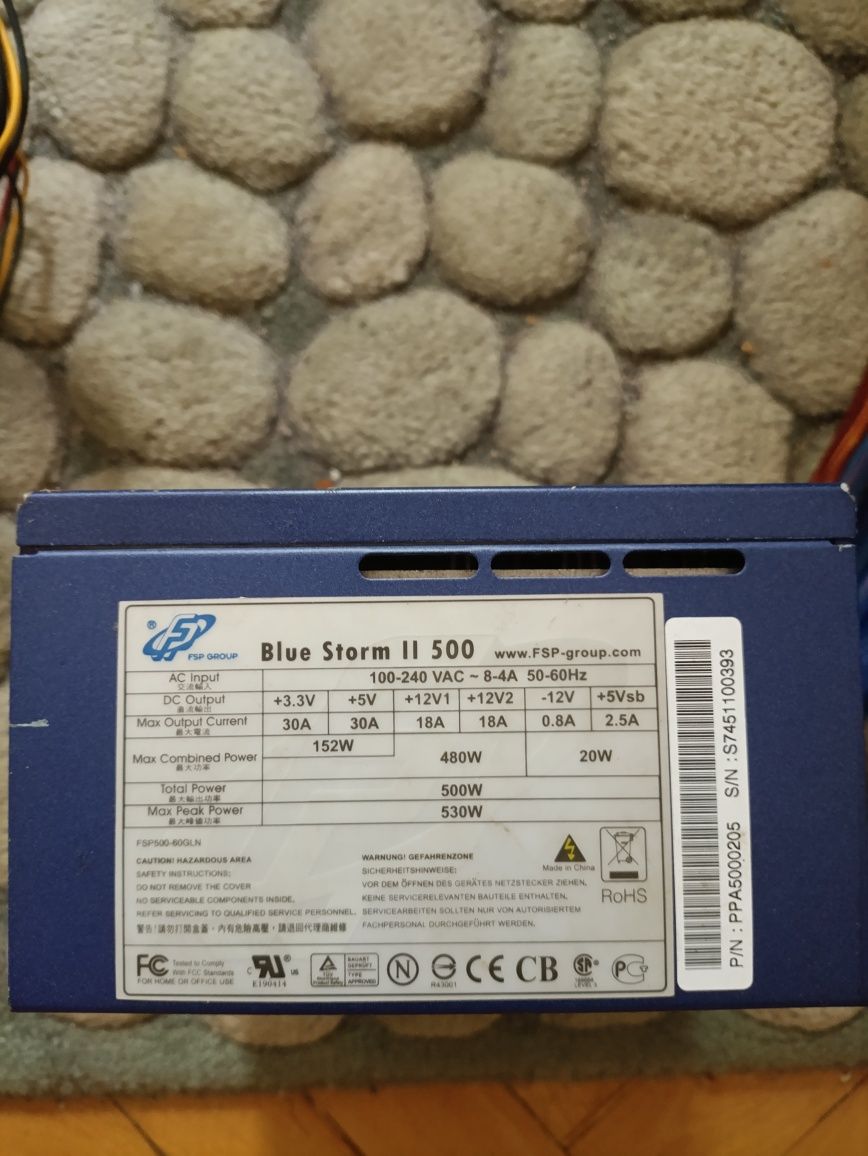 ® FSP GROUP Blue Storm II 500 www.FSP-group.com
AC Input 100-240 VAC ~ 8-4A 50-60Hz
交流輸入
DC Output +3.3V +5V +12V1 +12V2 -12V +5Vsb
直流輸出
Max Output Current 30A 30A 18A 18A 0.8A 2.5A
最大電流
152W
Max Combined Power 480W 20W
最大功率
Total Power 500W
最大輸出功率
Max Peak Power 530W
最大峰值功率
FSP500-60GLN
CAUTION! HAZARDOUS AREA
SAFETY INSTRUCTIONS:
DO NOT REMOVE THE COVER
NO SERVICEABLE COMPONENTS INSIDE,
REFER SERVICING TO QUALIFIED SERVICE PERSONNEL.
警告!請勿打開盒蓋, 內有危險高壓, 請退回代理商維修
WARNUNG! GEFAHRENZONE
SICHERHEITSHINWEISE:
VOR DEM ÖFFNEN DES GERÄTES NETZSTECKER ZIEHEN,
KEINE SERVICERELEVANTEN BAUTEILE ENTHALTEN,
SERVICEARBEITEN SOLLTEN NUR VON AUTORISIERTEM
FACHPERSONAL DURCHGEFÜHRT WERDEN.
Made in China
RoHS
FC Tested to Comply
With FCC Standards
FOR HOME OR OFFICE USE
c RU ® us
E190414
TÜV
BAUART
GEPRÜFT
TYPE
APPROVED
N
R43001
CE
CB
LEVEL 3
P/N : PPA5000205 S/N : S7451100393